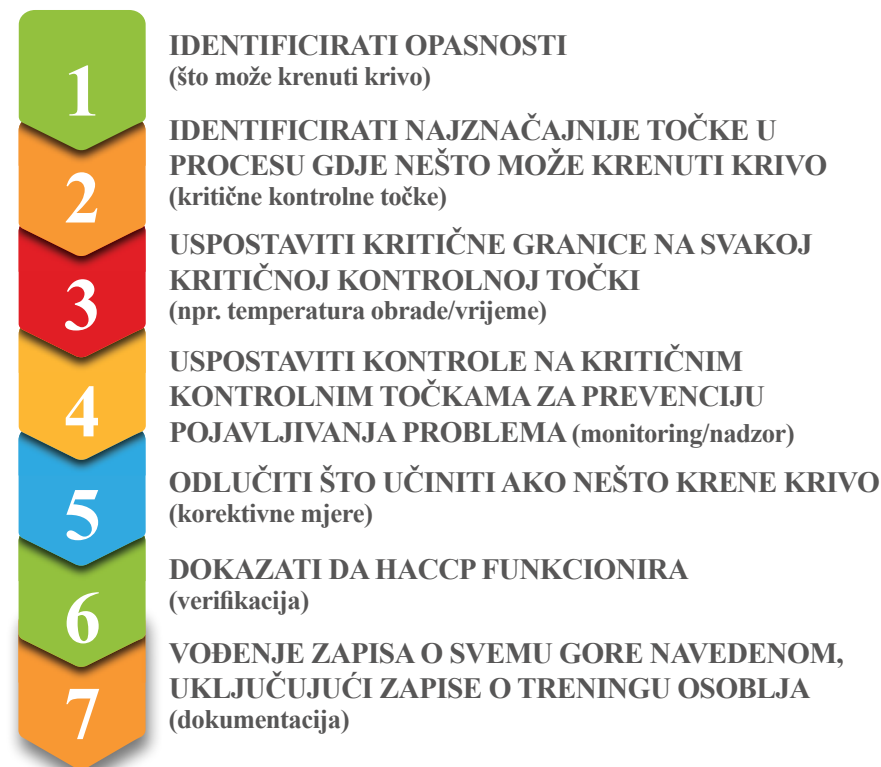 1
IDENTIFICIRATI OPASNOSTI
(što može krenuti krivo)
2
IDENTIFICIRATI NAJZNAČAJNIJE TOČKE U
PROCESU GDJE NEŠTO MOŽE KRENUTI KRIVO
(kritične kontrolne točke)
3
USPOSTAVITI KRITIČNE GRANICE NA SVAKOJ
KRITIČNOJ KONTROLNOJ TOČKI
(npr. temperatura obrade/vrijeme)
4
USPOSTAVITI KONTROLE NA KRITIČNIM
KONTROLNIM TOČKAMA ZA PREVENCIJU
POJAVLJIVANJA PROBLEMA (monitoring/nadzor)
5
ODLUČITI ŠTO UČINITI AKO NEŠTO KRENE KRIVO
(korektivne mjere)
6
DOKAZATI DA HACCP FUNKCIONIRA
(verifikacija)
7
VOĐENJE ZAPISA O SVEMU GORE NAVEDENOM,
UKLJUČUJUĆI ZAPISE O TRENINGU OSOBLJA
(dokumentacija)